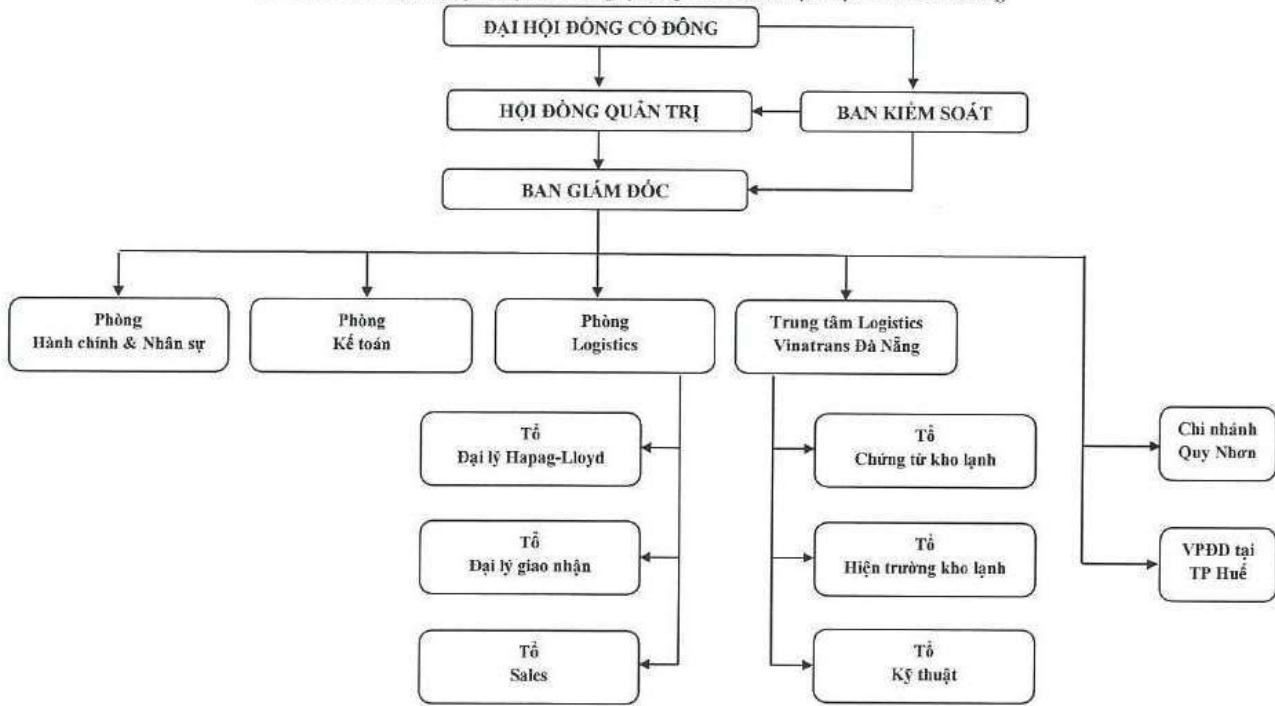 ĐẠI HỘI ĐỒNG CỔ ĐÔNG
HỘI ĐỒNG QUẢN TRỊ
BAN KIỂM SOÁT
BAN GIÁM ĐỐC
Phòng
Hành chính & Nhân sự
Phòng
Kế toán
Phòng
Logistics
Trung tâm Logistics
Vinatrans Đà Nẵng
Tổ
Đại lý Hapag-Lloyd
Tổ
Chứng từ kho lạnh
Chi nhánh
Quy Nhơn
Tổ
Đại lý giao nhận
Tổ
Hiện trường kho lạnh
VPĐD tại
TP Huế
Tổ
Sales
Tổ
Kỹ thuật